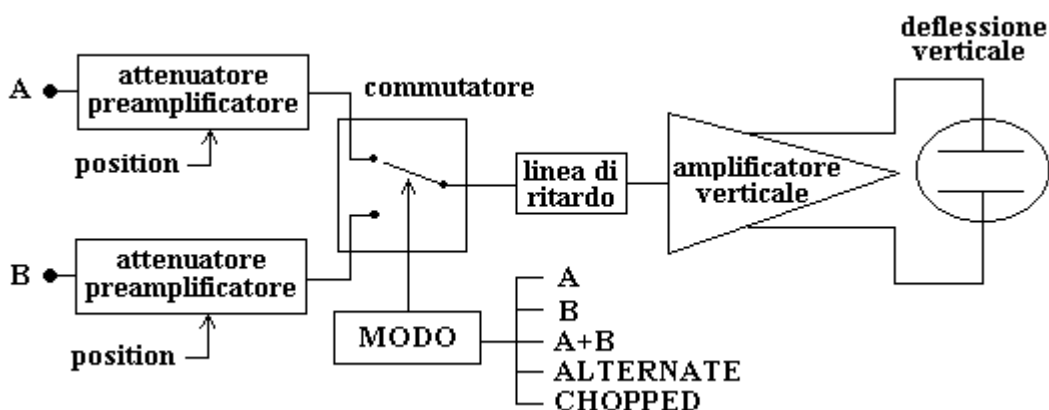 deflessione
verticale
A
attenuatore
preamplificatore
position
commutatore
linea di
ritardo
amplificatore
verticale
B
attenuatore
preamplificatore
position
MODO
A
B
A+B
ALTERNATE
CHOPPED